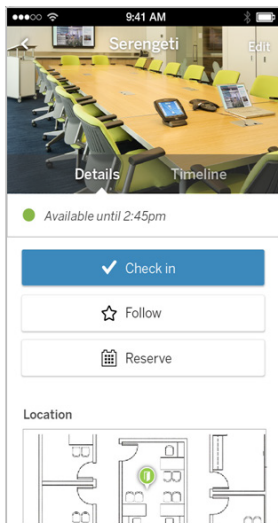 9:41 AM
Serengeti
Edit
Details
Timeline
Available until 2:45pm
Check in
Follow
Reserve
Location